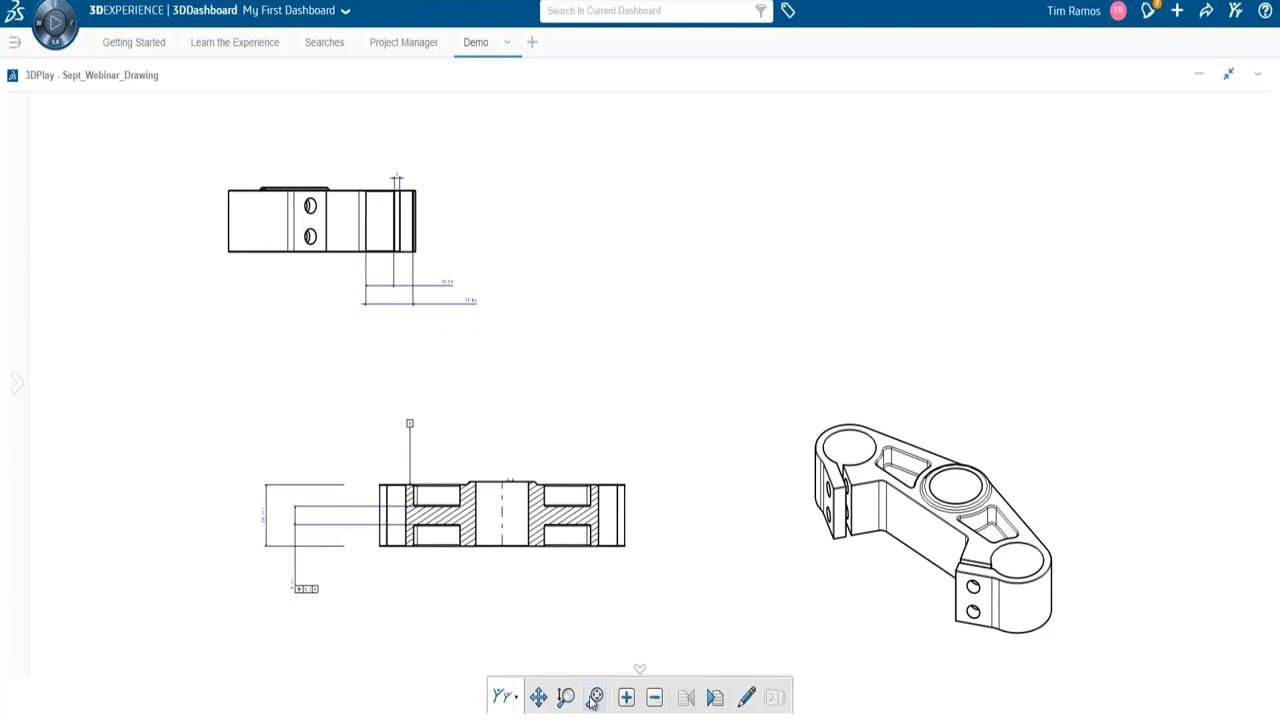 3DEXPERIENCE | 3DDashboard My First Dashboard
Search In Current Dashboard
Tim Ramos
TR
Getting Started
Learn the Experience
Searches
Project Manager
Demo
3DPlay - Sept_Webinar_Drawing